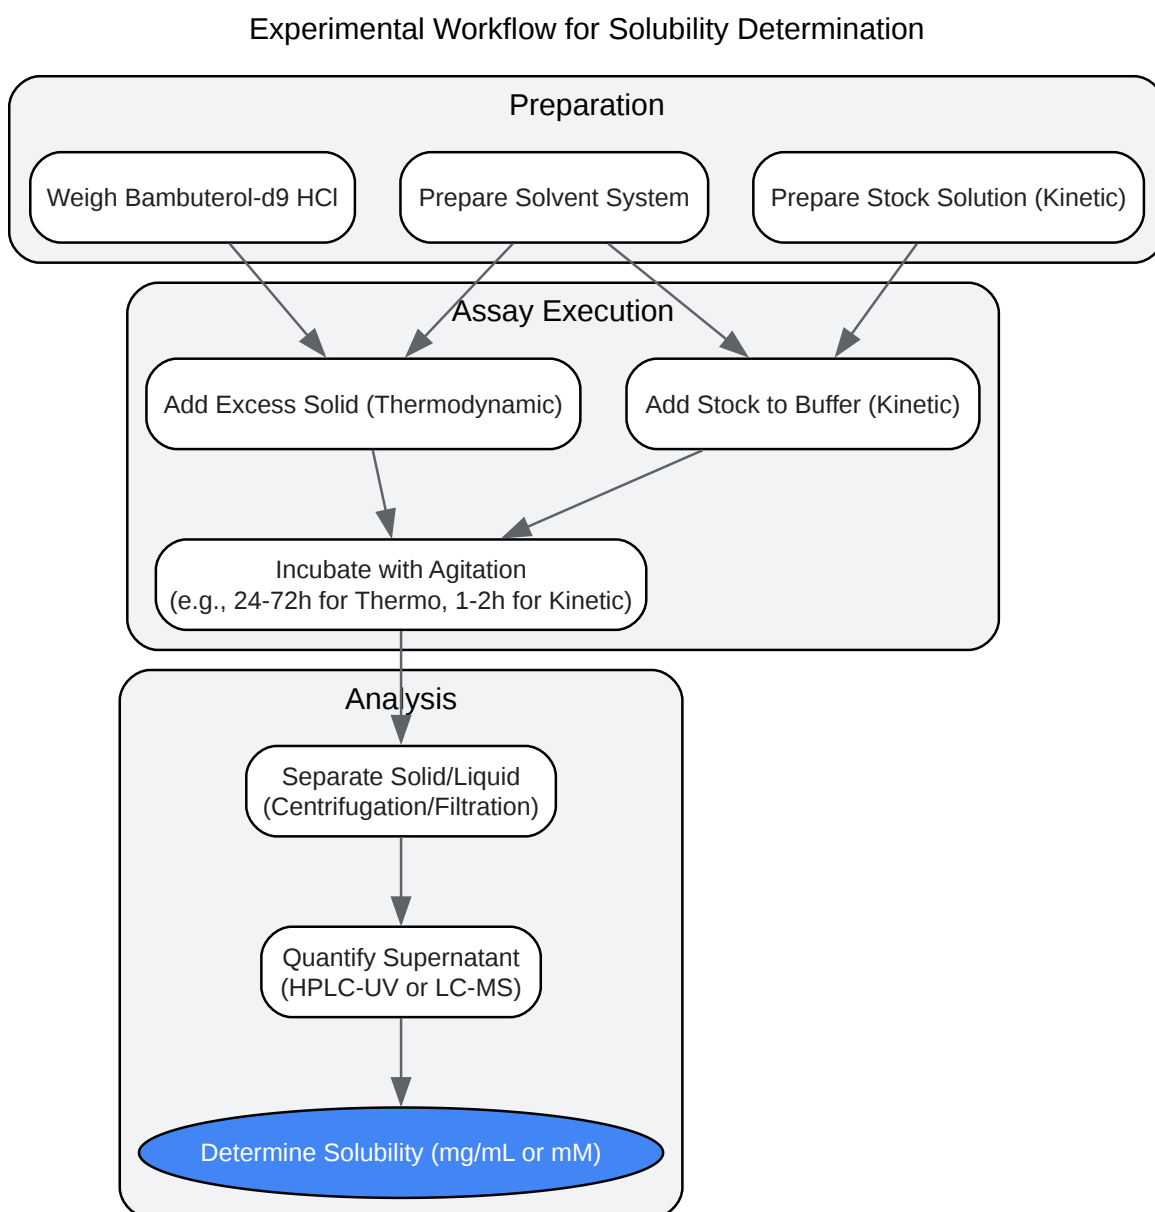 Experimental Workflow for Solubility Determination
Preparation
Weigh Bambuterol-d9 HCl
Prepare Solvent System
Prepare Stock Solution (Kinetic)
Assay Execution
Add Excess Solid (Thermodynamic)
Add Stock to Buffer (Kinetic)
Incubate with Agitation
(e.g., 24-72h for Thermo, 1-2h for Kinetic)
Analysis
Separate Solid/Liquid
(Centrifugation/Filtration)
Quantify Supernatant
(HPLC-UV or LC-MS)
Determine Solubility (mg/mL or mM)